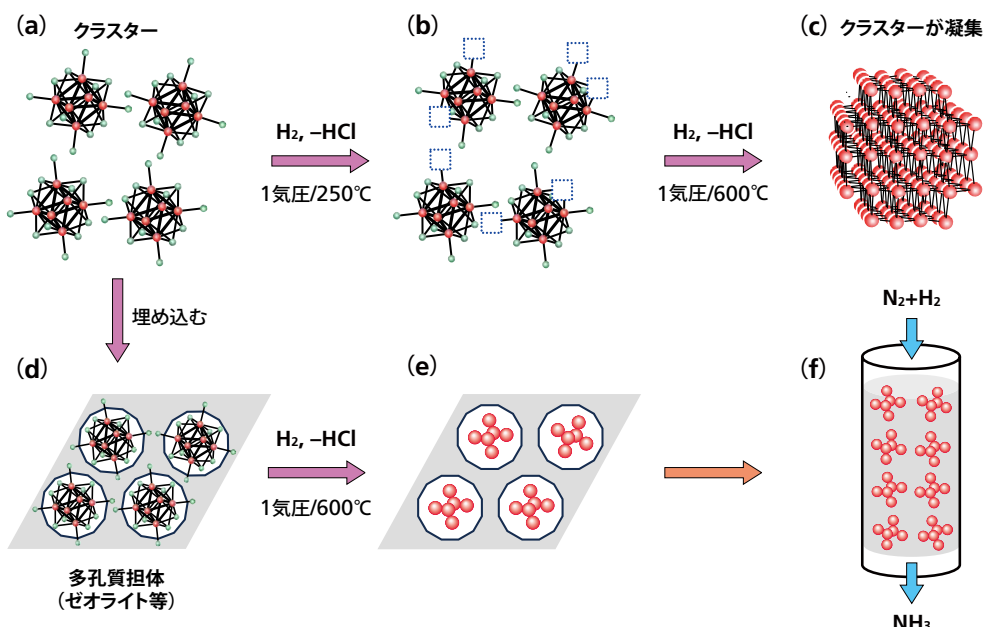 (a)
クラスター
(b)
(c) クラスターが凝集
H₂, –HCl
1気圧/250℃
H₂, –HCl
1気圧/600℃
埋め込む
N₂+H₂
(d)
(e)
(f)
H₂, –HCl
1気圧/600℃
多孔質担体
（ゼオライト等）
NH₃